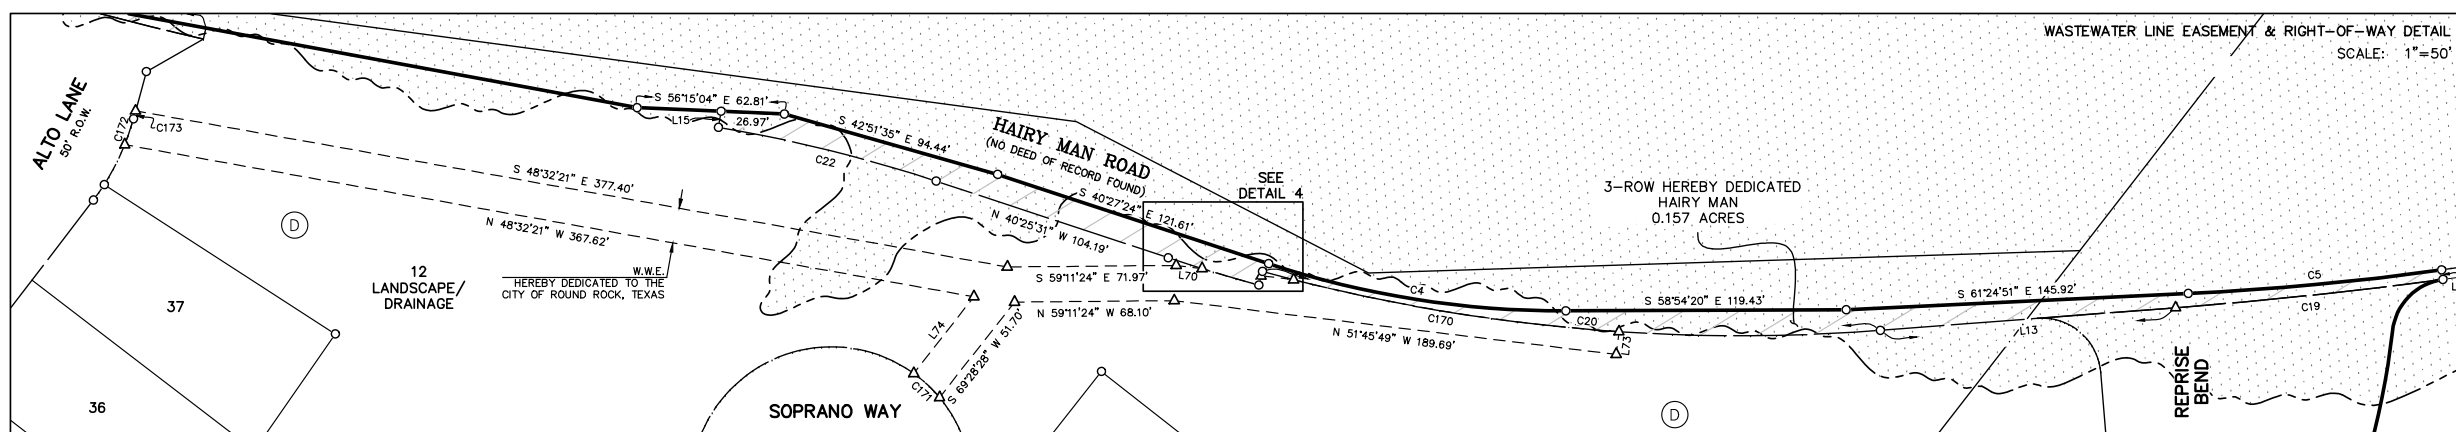 WASTEWATER LINE EASEMENT & RIGHT-OF-WAY DETAIL
SCALE: 1"=50'
ALTO LANE
50' R.O.W.
C172
C173
S 56°15'04" E 62.81'
L15
26.97'
S 42°51'35" E 94.44'
C22
HAIRY MAN ROAD
(NO DEED OF RECORD FOUND)
S 40°27'24" E 121.61'
N 40°25'31" W 104.19'
SEE
DETAIL 4
S 48°32'21" E 377.40'
N 48°32'21" W 367.62'
W.W.E.
HEREBY DEDICATED TO THE
CITY OF ROUND ROCK, TEXAS
D
12
LANDSCAPE/
DRAINAGE
37
36
S 59°11'24" E 71.97'
L70
N 59°11'24" W 68.10'
L74
S 69°28'28" W 51.70'
C171
SOPRANO WAY
C4
C170
N 51°45'49" W 189.69'
C20
L73
3-ROW HEREBY DEDICATED
HAIRY MAN
0.157 ACRES
S 58°54'20" E 119.43'
S 61°24'51" E 145.92'
L13
C5
C19
L
REPRISE
BEND
D